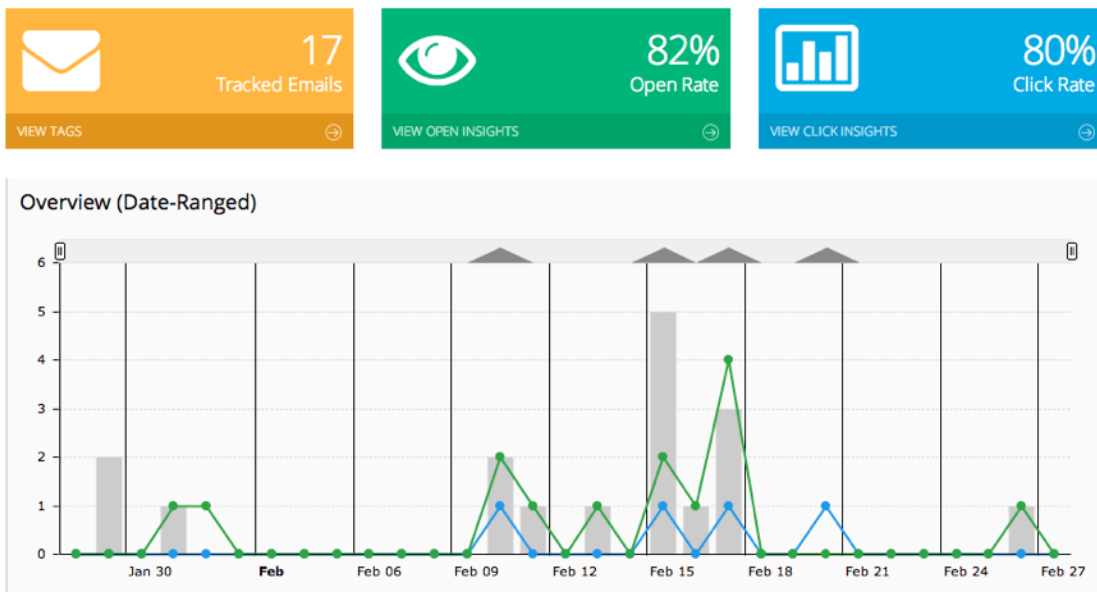 17
Tracked Emails
VIEW TAGS
82%
Open Rate
VIEW OPEN INSIGHTS
80%
Click Rate
VIEW CLICK INSIGHTS
Overview (Date-Ranged)
6
5
4
3
2
1
0
Jan 30 Feb Feb 06 Feb 09 Feb 12 Feb 15 Feb 18 Feb 21 Feb 24 Feb 27